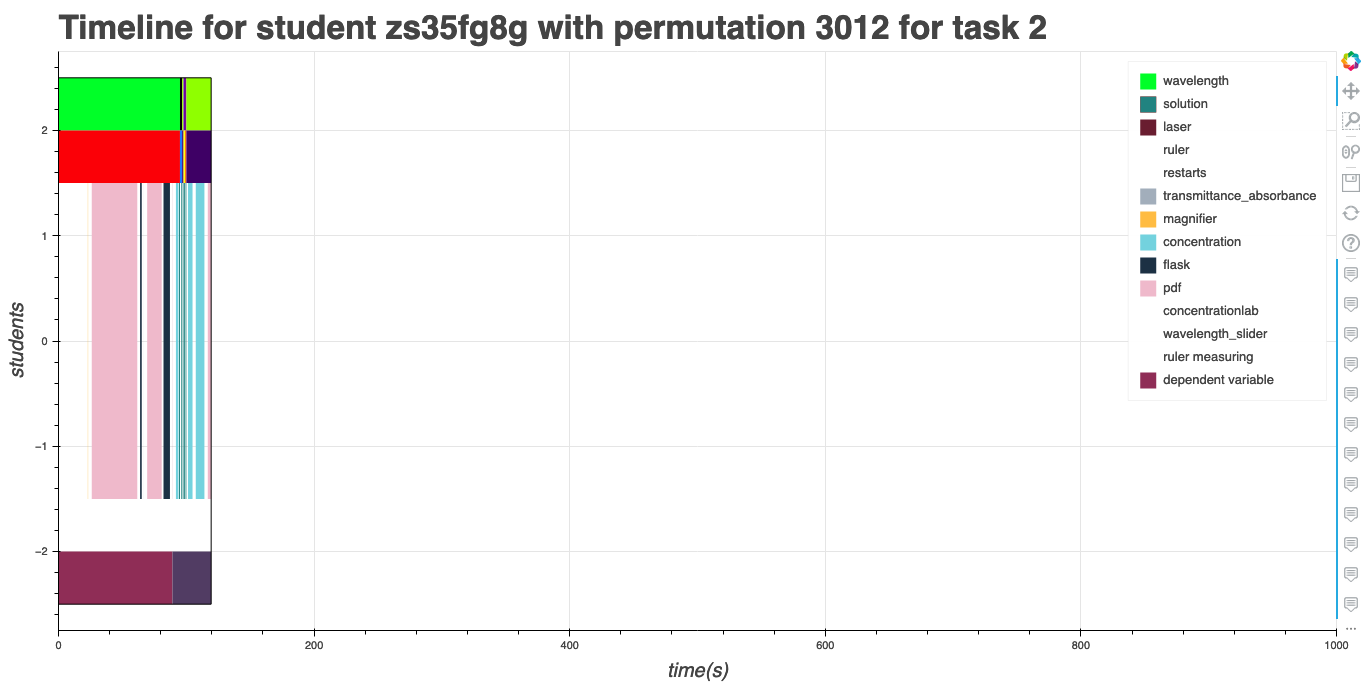 Timeline for student zs35fg8g with permutation 3012 for task 2
students
2
1
0
−1
−2
0
200
400
600
800
1000
time(s)
wavelength
solution
laser
ruler
restarts
transmittance_absorbance
magnifier
concentration
flask
pdf
concentrationlab
wavelength_slider
ruler measuring
dependent variable